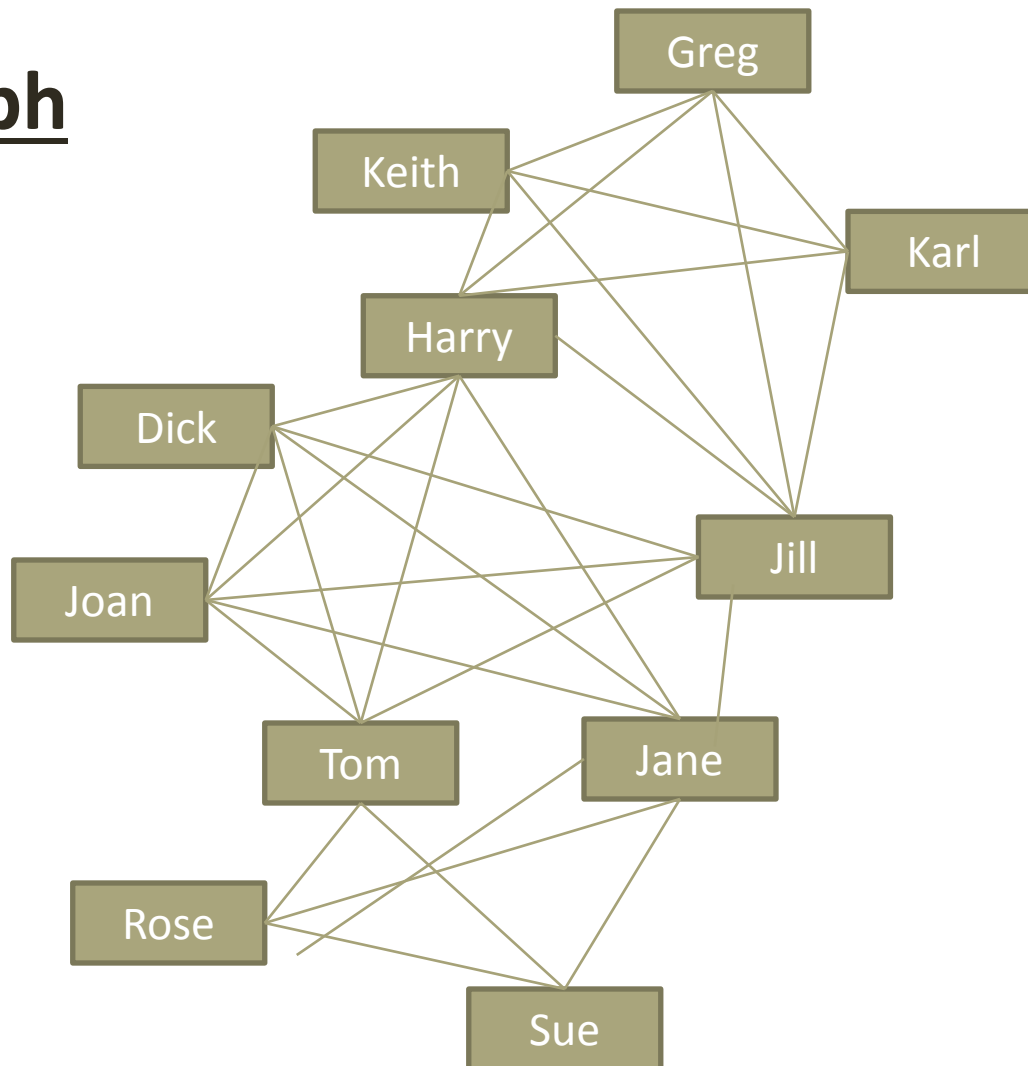 ph
Greg
Keith
Karl
Harry
Dick
Jill
Joan
Tom
Jane
Rose
Sue